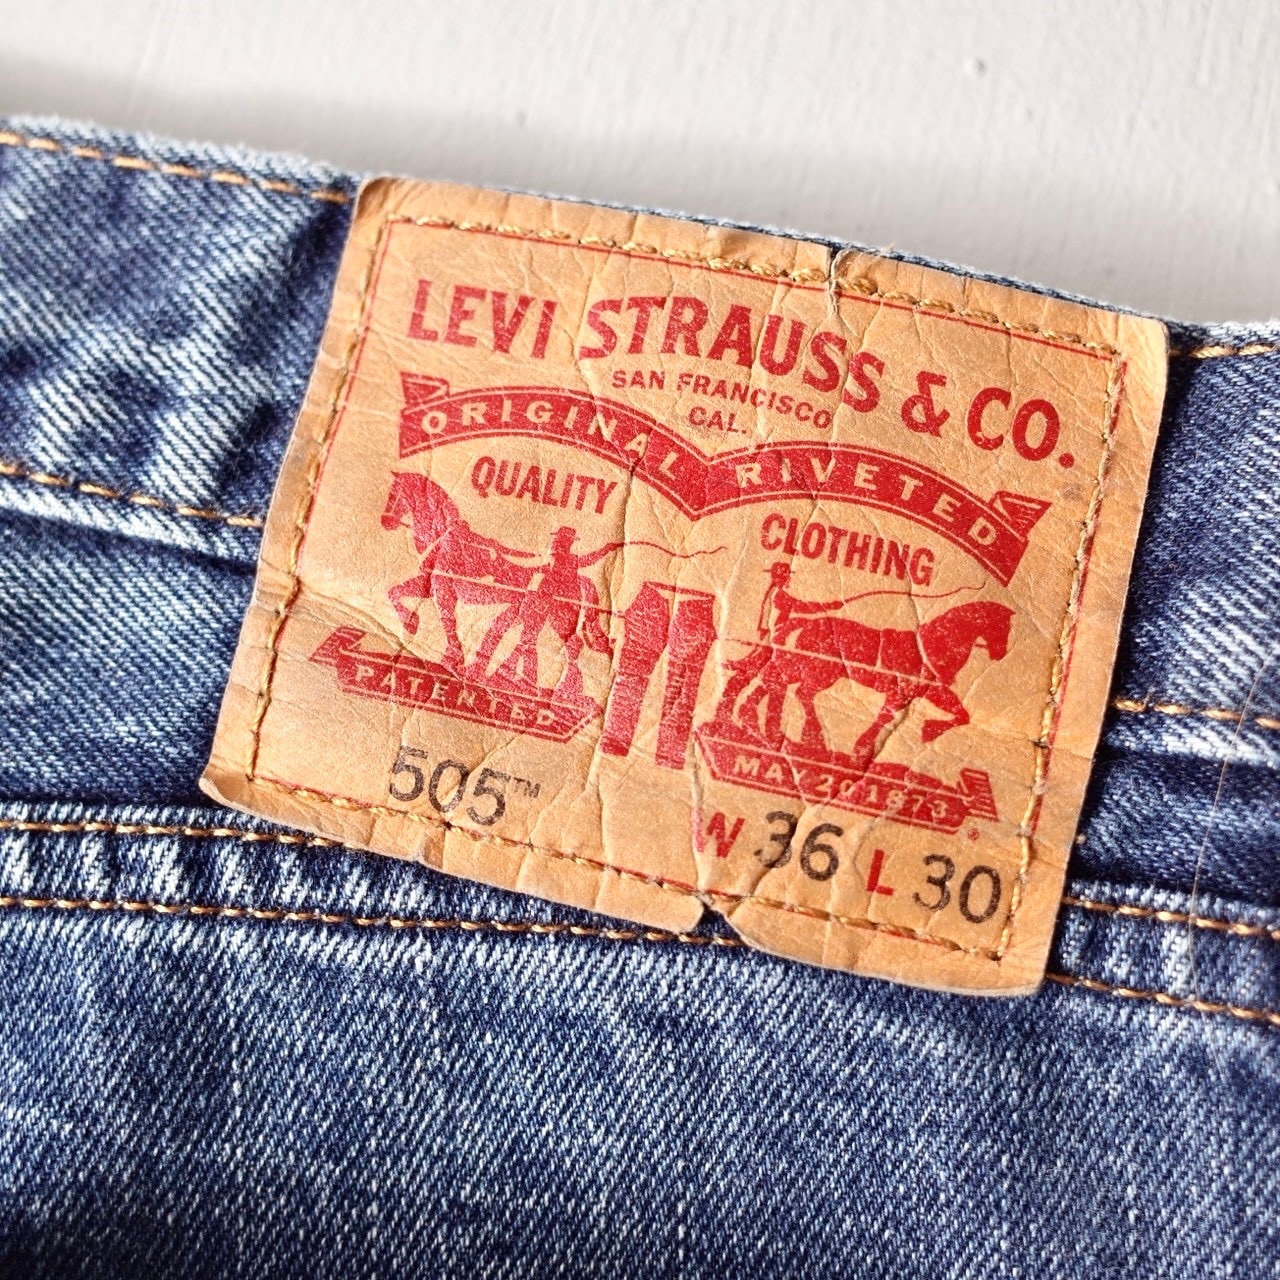 LEVI STRAUSS & CO.
SAN FRANCISCO
CAL.
ORIGINAL RIVETED
QUALITY
CLOTHING
PATENTED
MAY 20 1873
®
505™
W 36 L 30